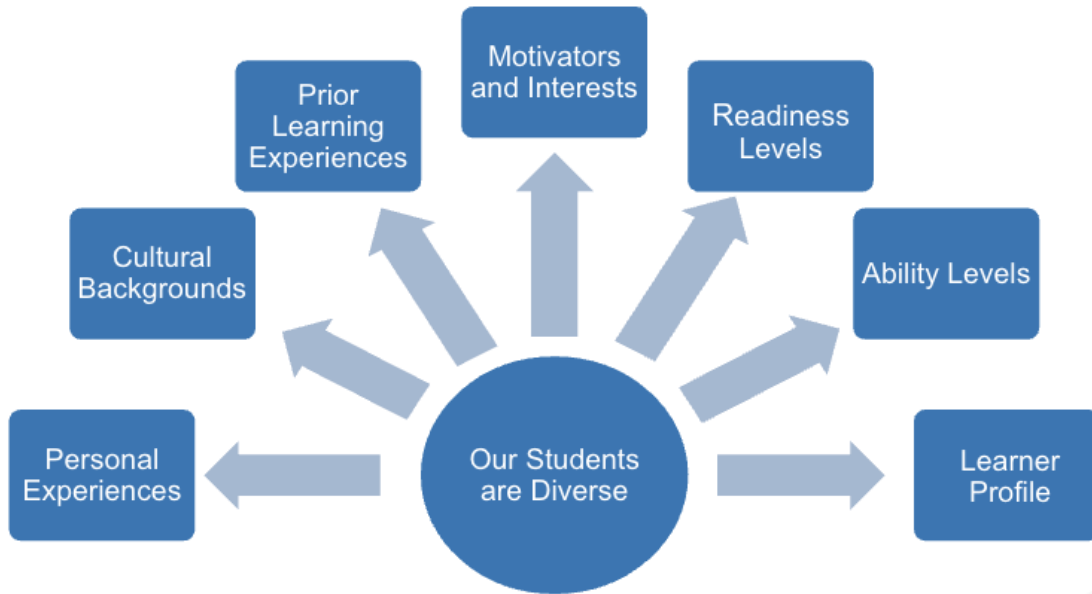 Motivators
and Interests
Prior
Learning
Experiences
Readiness
Levels
Cultural
Backgrounds
Ability Levels
Personal
Experiences
Our Students
are Diverse
Learner
Profile